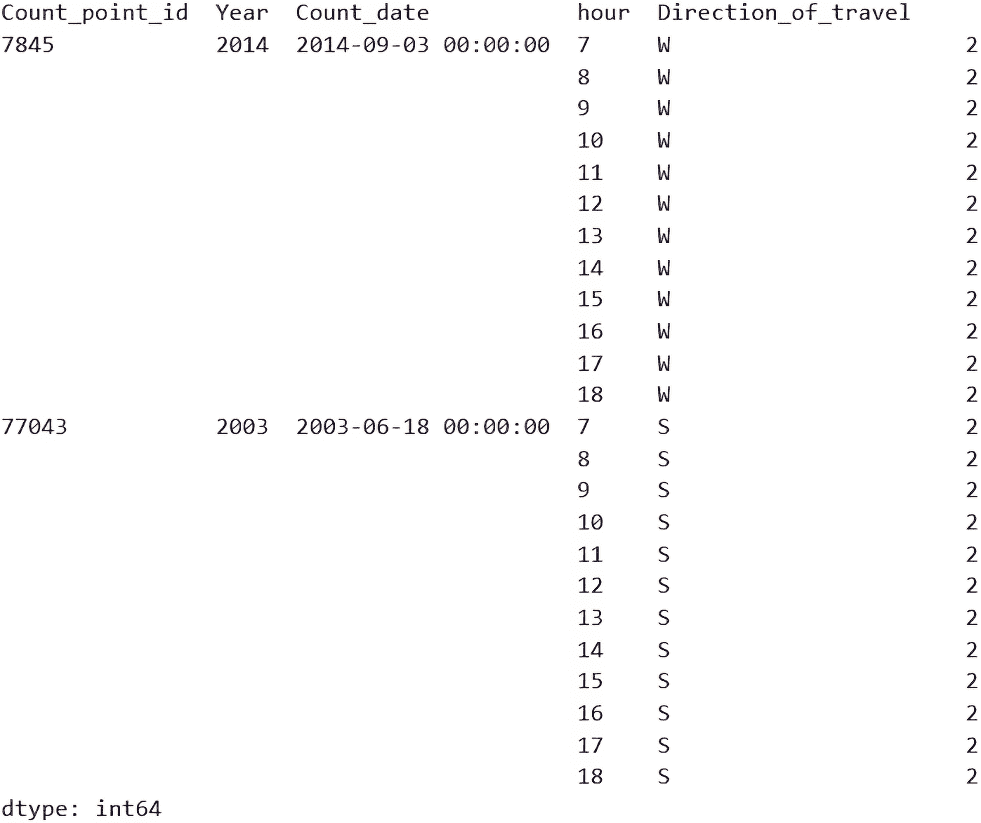 Count_point_id  Year  Count_date           hour  Direction_of_travel
7845            2014  2014-09-03 00:00:00  7     W                      2
                                           8     W                      2
                                           9     W                      2
                                           10    W                      2
                                           11    W                      2
                                           12    W                      2
                                           13    W                      2
                                           14    W                      2
                                           15    W                      2
                                           16    W                      2
                                           17    W                      2
                                           18    W                      2
77043           2003  2003-06-18 00:00:00  7     S                      2
                                           8     S                      2
                                           9     S                      2
                                           10    S                      2
                                           11    S                      2
                                           12    S                      2
                                           13    S                      2
                                           14    S                      2
                                           15    S                      2
                                           16    S                      2
                                           17    S                      2
                                           18    S                      2
dtype: int64